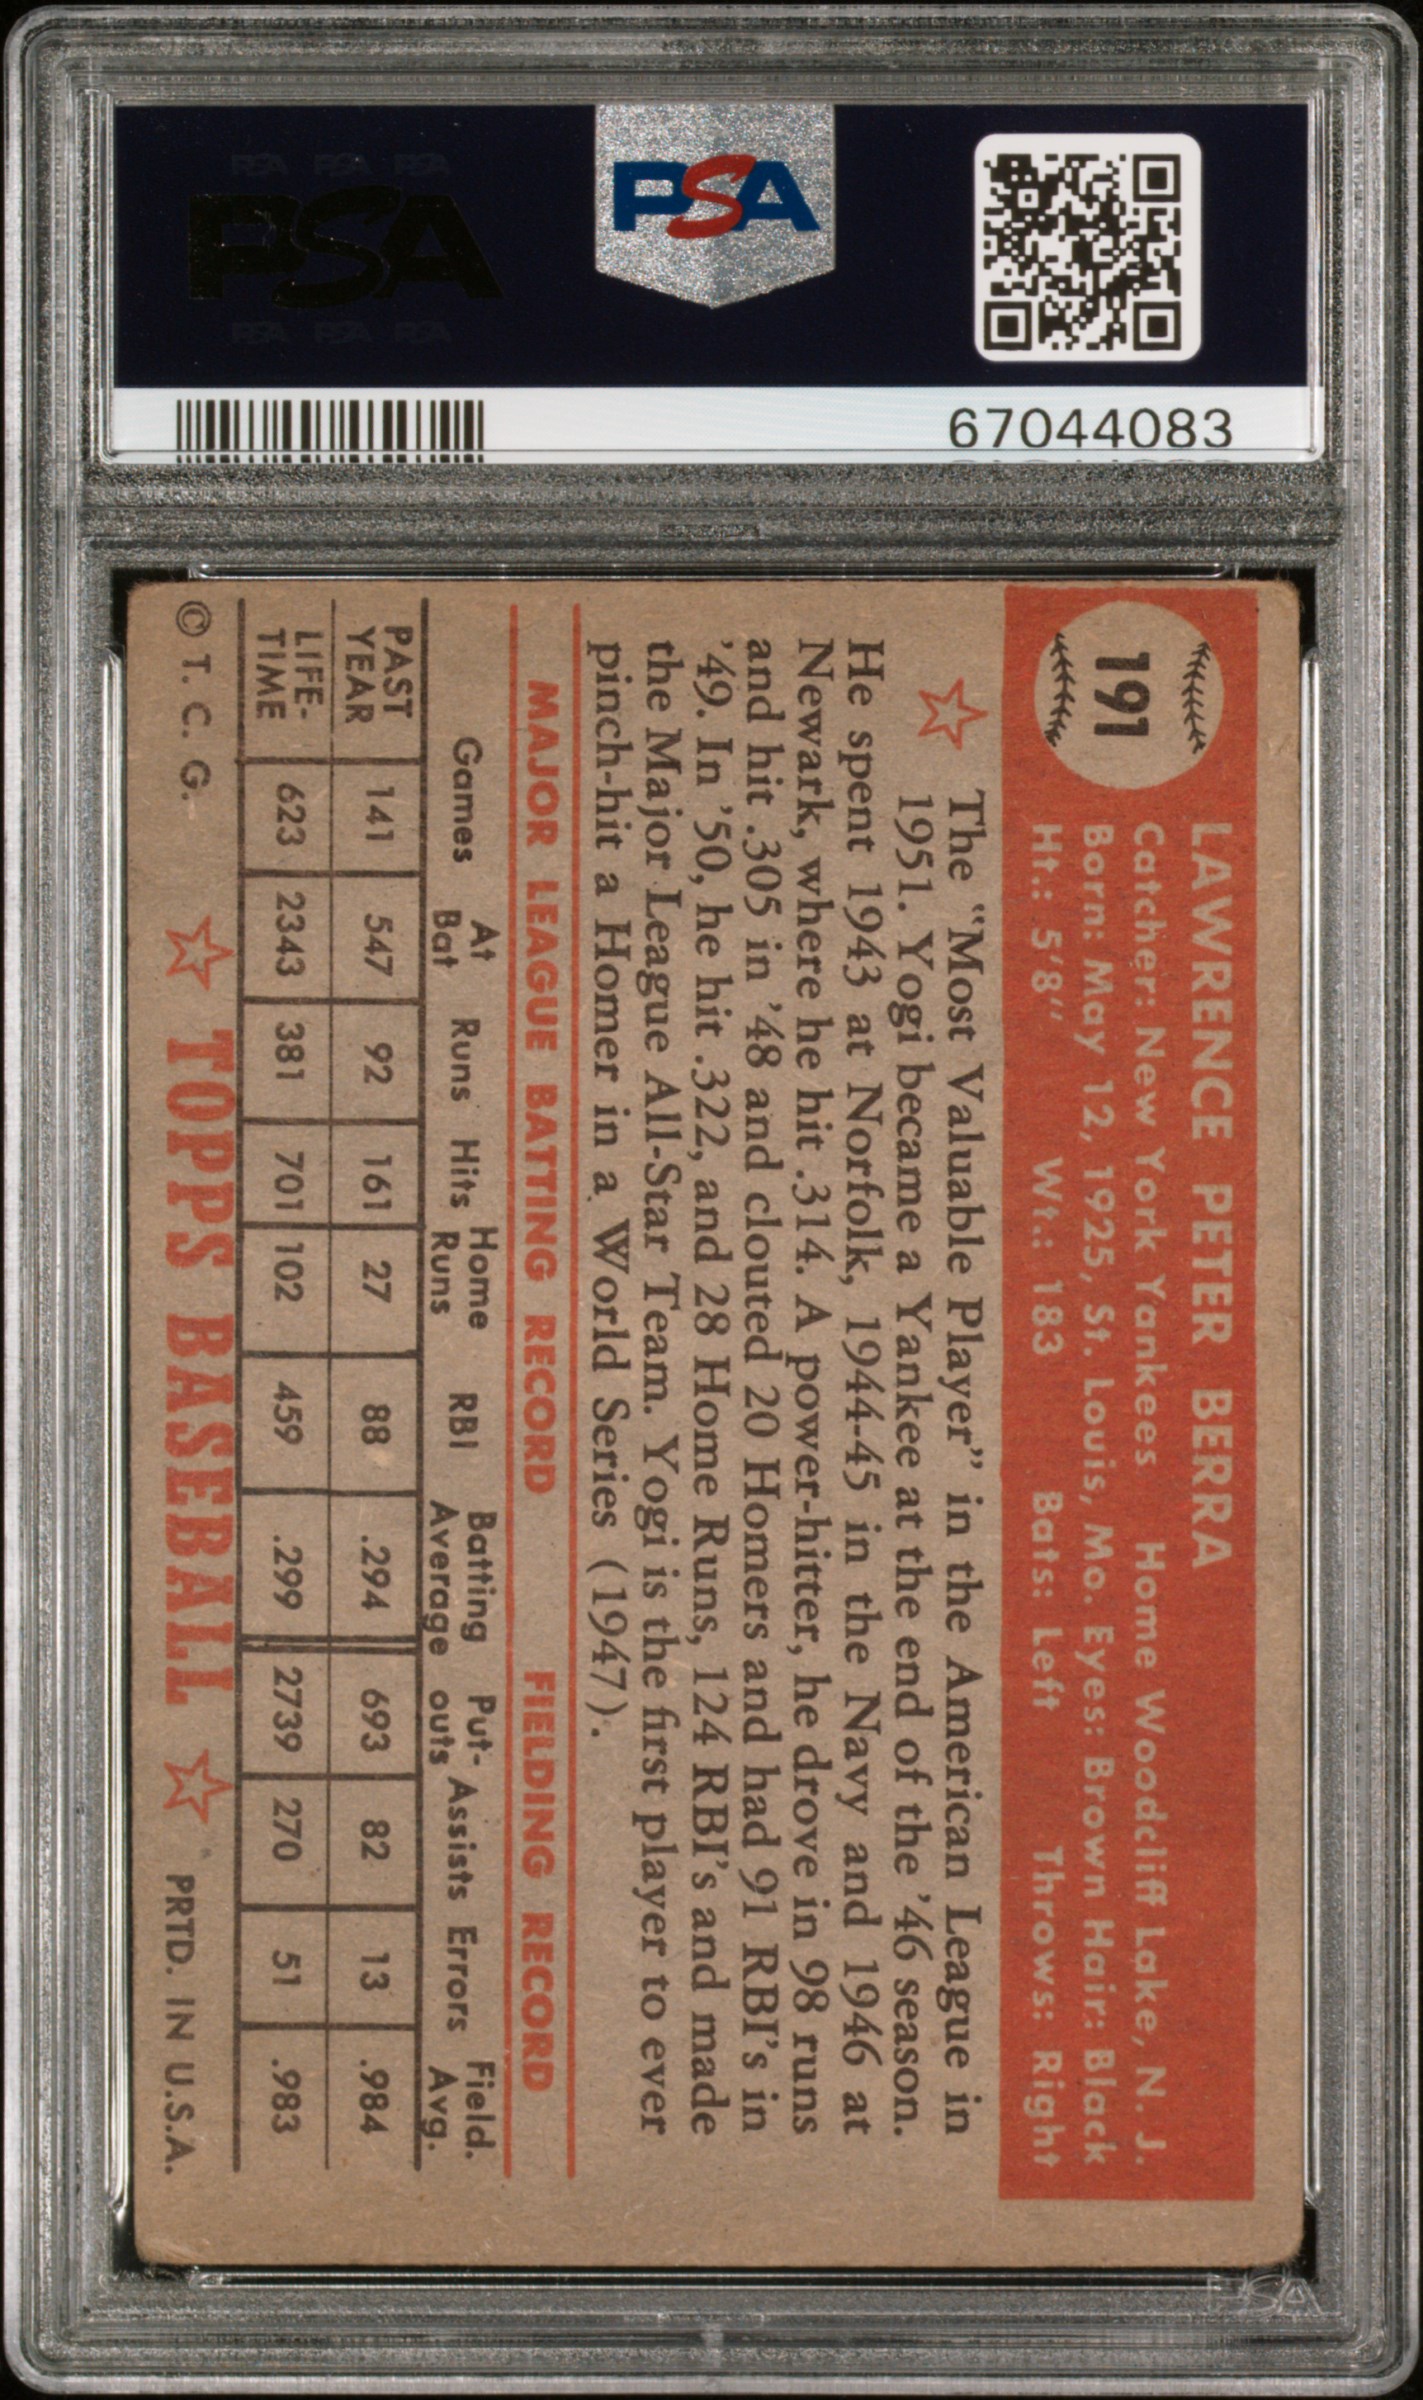 PSA PSA PSA
PSA
PSA PSA PSA
PSA
67044083
191
LAWRENCE PETER BERRA
Catcher: New York Yankees Home Woodcliff Lake, N. J.
Born: May 12, 1925, St. Louis, Mo. Eyes: Brown Hair: Black
Ht.: 5'8" Wt.: 183 Bats: Left Throws: Right
The "Most Valuable Player" in the American League in
1951. Yogi became a Yankee at the end of the '46 season.
He spent 1943 at Norfolk, 1944-45 in the Navy and 1946 at
Newark, where he hit .314. A power-hitter, he drove in 98 runs
and hit .305 in '48 and clouted 20 Homers and had 91 RBI's in
'49. In '50, he hit .322, and 28 Home Runs, 124 RBI's and made
the Major League All-Star Team. Yogi is the first player to ever
pinch-hit a Homer in a World Series (1947).
MAJOR LEAGUE BATTING RECORD FIELDING RECORD
Games At Bat Runs Hits Home Runs RBI Batting Average Put-outs Assists Errors Field. Avg.
PAST YEAR 141 547 92 161 27 88 .294 693 82 13 .984
LIFE-TIME 623 2343 381 701 102 459 .299 2739 270 51 .983
© T. C. G. TOPPS BASEBALL PRTD. IN U.S.A.
PSA